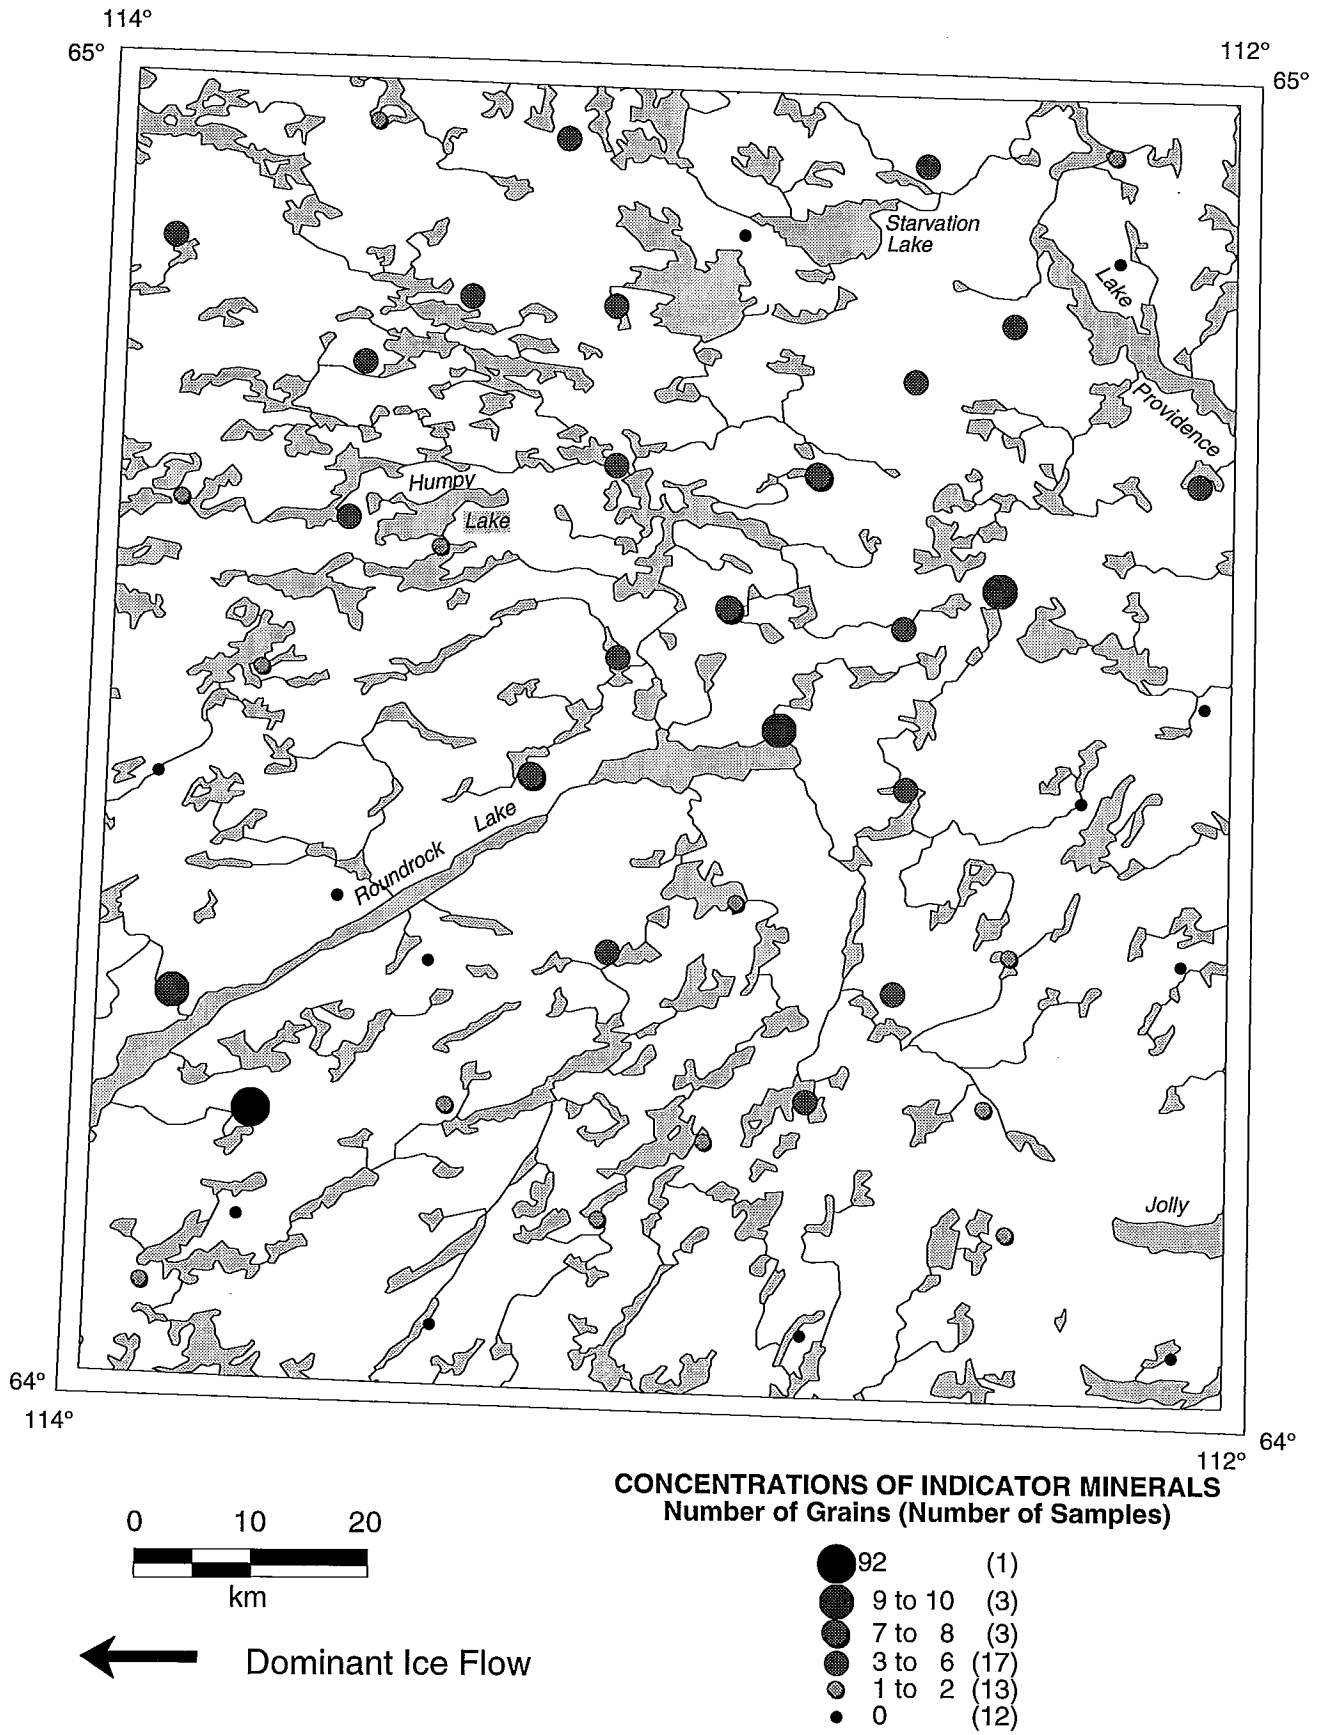 114°
65°
112°
65°
Starvation
Lake
Lake
Providence
Humpy
Lake
Lake
Roundrock
Jolly
64°
114°
64°
112°
CONCENTRATIONS OF INDICATOR MINERALS
Number of Grains (Number of Samples)
0 10 20
km
92 (1)
9 to 10 (3)
7 to 8 (3)
3 to 6 (17)
1 to 2 (13)
0 (12)
Dominant Ice Flow